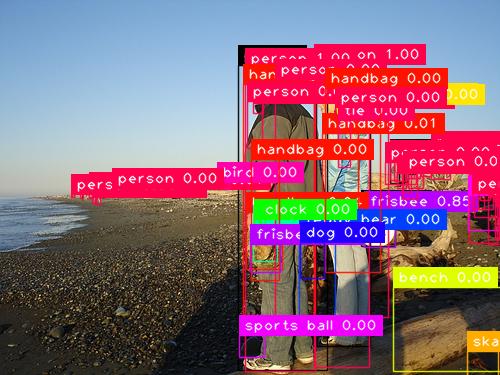 person 1.00
on 1.00
han
perso
0.00
handbag 0.00
person 0.
person 0.00
0.00
tie 0.00
handbag 0.01
handbag 0.00
person 0.0
bird 0.00
pers
person 0.00
pe
frisbee 0.85
clock 0.00
bear 0.00
frisbe
dog 0.00
bench 0.00
sports ball 0.00
ska